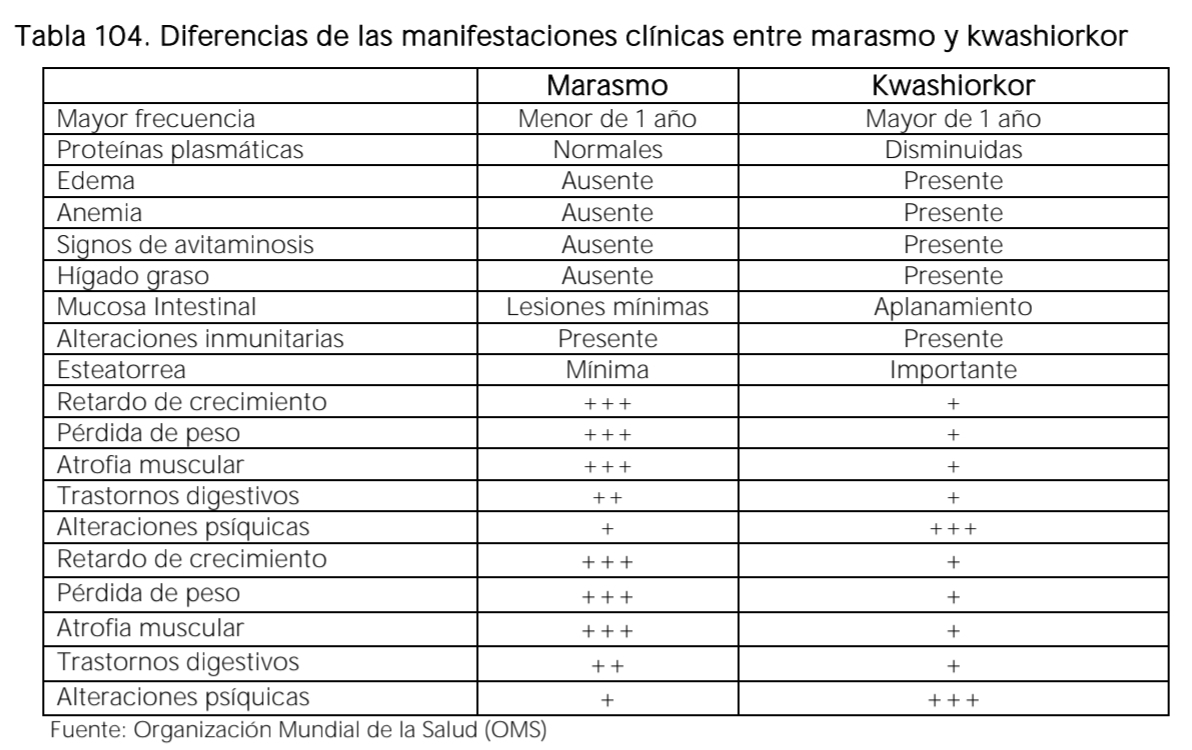 Tabla 104. Diferencias de las manifestaciones clínicas entre marasmo y kwashiorkor
Marasmo Kwashiorkor
Mayor frecuencia Menor de 1 año Mayor de 1 año
Proteínas plasmáticas Normales Disminuidas
Edema Ausente Presente
Anemia Ausente Presente
Signos de avitaminosis Ausente Presente
Hígado graso Ausente Presente
Mucosa Intestinal Lesiones mínimas Aplanamiento
Alteraciones inmunitarias Presente Presente
Esteatorrea Mínima Importante
Retardo de crecimiento +++ +
Pérdida de peso +++ +
Atrofia muscular +++ +
Trastornos digestivos ++ +
Alteraciones psíquicas + +++
Retardo de crecimiento +++ +
Pérdida de peso +++ +
Atrofia muscular +++ +
Trastornos digestivos ++ +
Alteraciones psíquicas + +++
Fuente: Organización Mundial de la Salud (OMS)